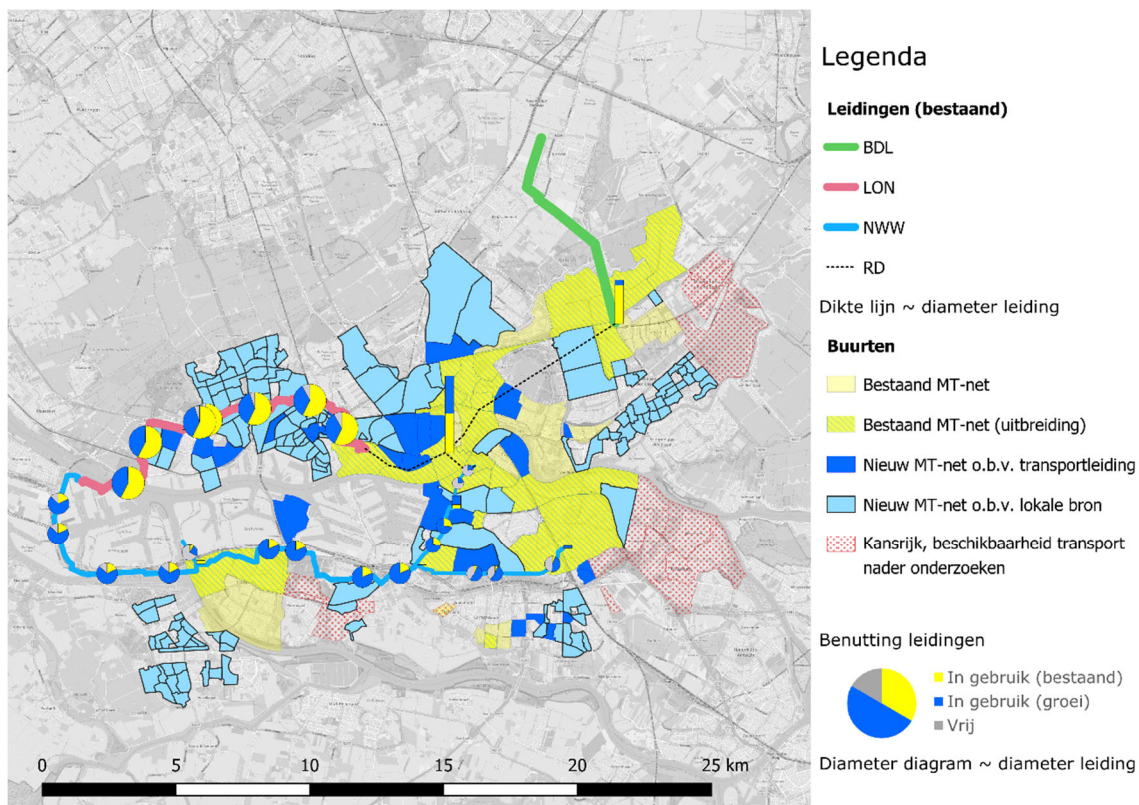 Legenda
Leidingen (bestaand)
BDL
LON
NWW
RD
Dikte lijn ~ diameter leiding
Buurten
Bestaand MT-net
Bestaand MT-net (uitbreiding)
Nieuw MT-net o.b.v. transportleiding
Nieuw MT-net o.b.v. lokale bron
Kansrijk, beschikbaarheid transport
nader onderzoeken
Benutting leidingen
In gebruik (bestaand)
In gebruik (groei)
Vrij
Diameter diagram ~ diameter leiding
0 5 10 15 20 25 km